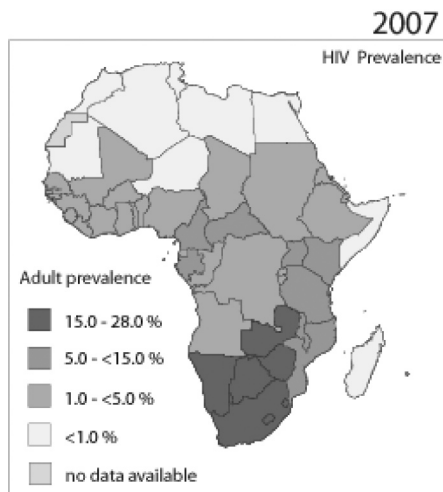 2007
HIV Prevalence
Adult prevalence
15.0 - 28.0 %
5.0 - <15.0 %
1.0 - <5.0 %
<1.0 %
no data available